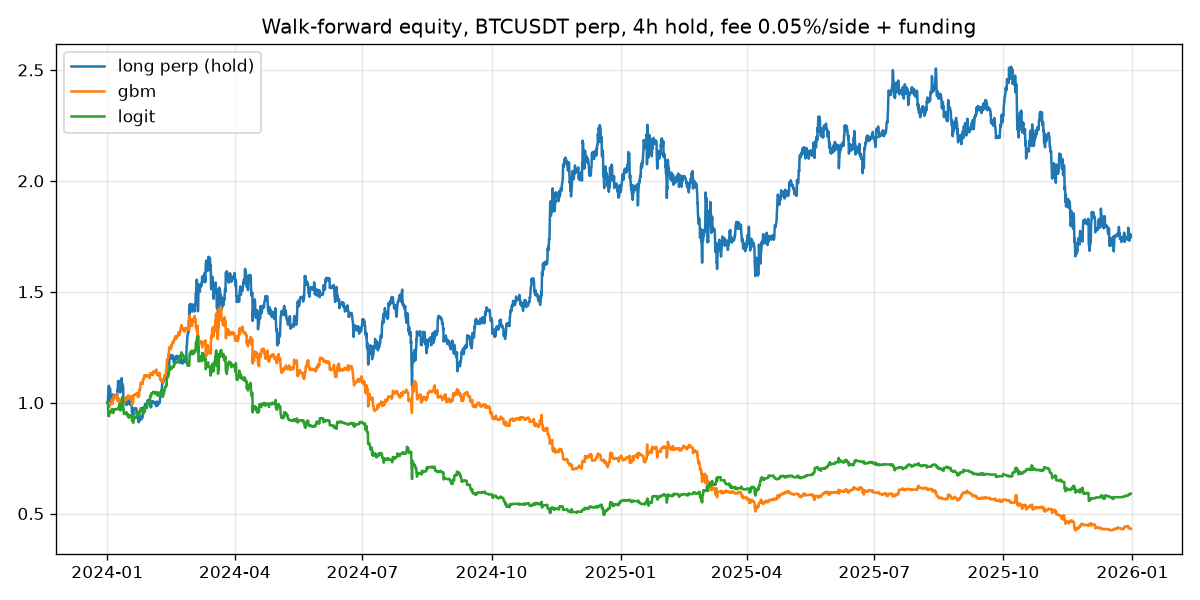 Walk-forward equity, BTCUSDT perp, 4h hold, fee 0.05%/side + funding
long perp (hold)
gbm
logit
2.5
2.0
1.5
1.0
0.5
2024-01 2024-04 2024-07 2024-10 2025-01 2025-04 2025-07 2025-10 2026-01